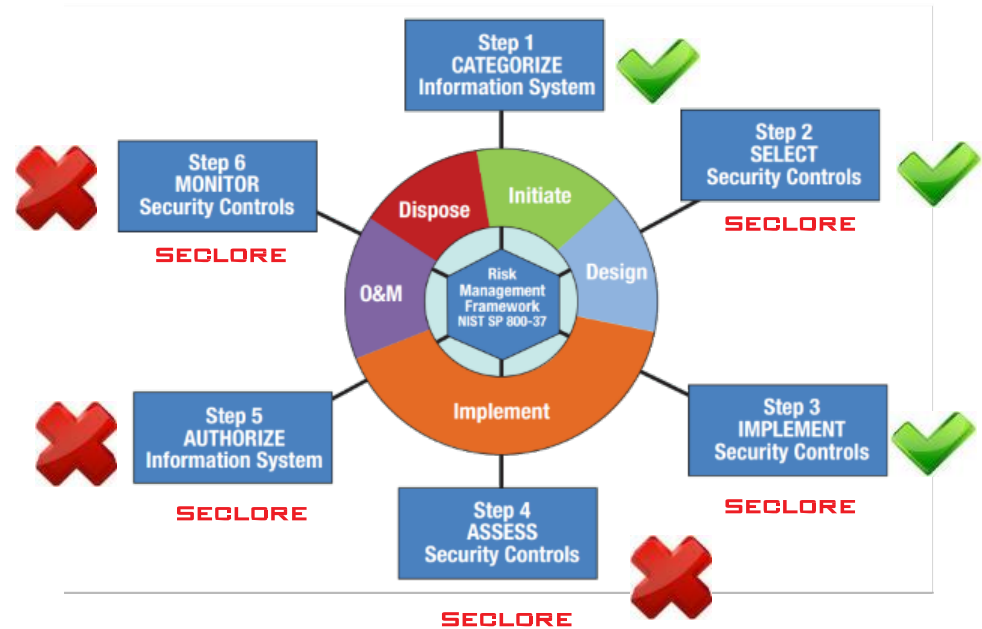 Step 1
CATEGORIZE
Information System
Step 2
SELECT
Security Controls
SECLORE
Step 6
MONITOR
Security Controls
SECLORE
Dispose
Initiate
O&M
Design
Risk
Management
Framework
NIST SP 800-37
Implement
Step 3
IMPLEMENT
Security Controls
SECLORE
Step 5
AUTHORIZE
Information System
SECLORE
Step 4
ASSESS
Security Controls
SECLORE